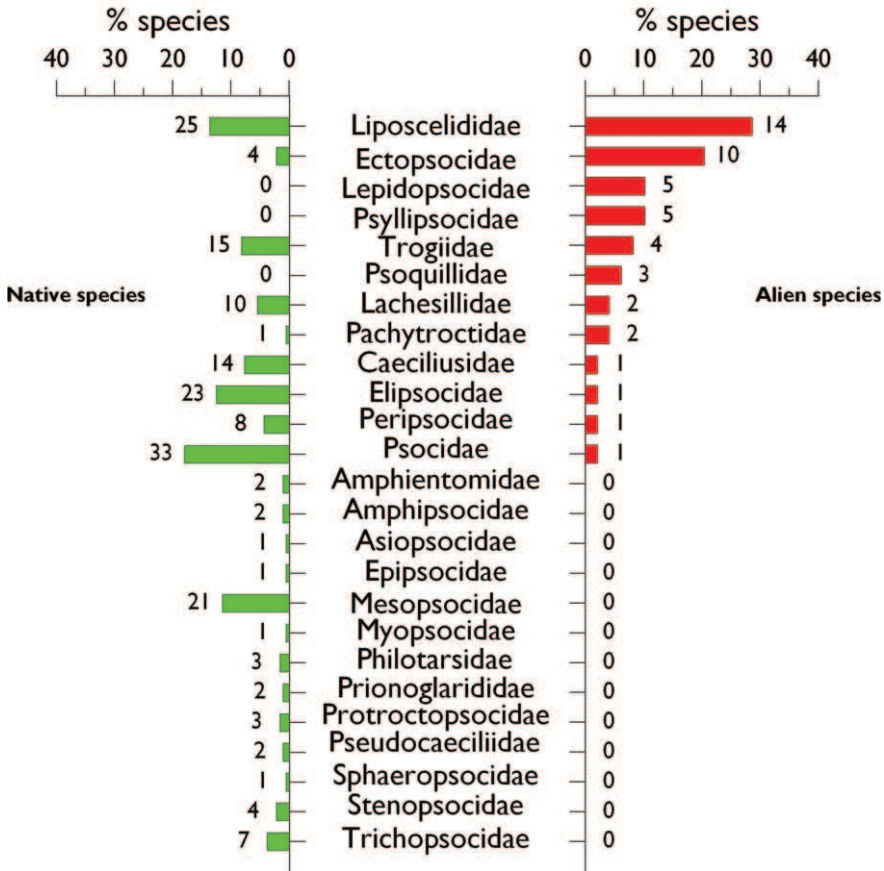 % species % species
40 30 20 10 0 0 10 20 30 40
25 Liposcelididae 14
4 Ectopsocidae 10
0 Lepidopsocidae 5
0 Psyllipsocidae 5
15 Trogiidae 4
0 Psoquillidae 3
Native species Alien species
10 Lachesillidae 2
1 Pachytroctidae 2
14 Caeciliusidae 1
23 Elipsocidae 1
8 Peripsocidae 1
33 Psocidae 1
2 Amphientomidae 0
2 Amphipsocidae 0
1 Asiopsocidae 0
1 Epipsocidae 0
21 Mesopsocidae 0
1 Myopsocidae 0
3 Philotarsidae 0
2 Prionoglarididae 0
3 Protroctopsocidae 0
2 Pseudocaeciliidae 0
1 Sphaeropsocidae 0
4 Stenopsocidae 0
7 Trichopsocidae 0